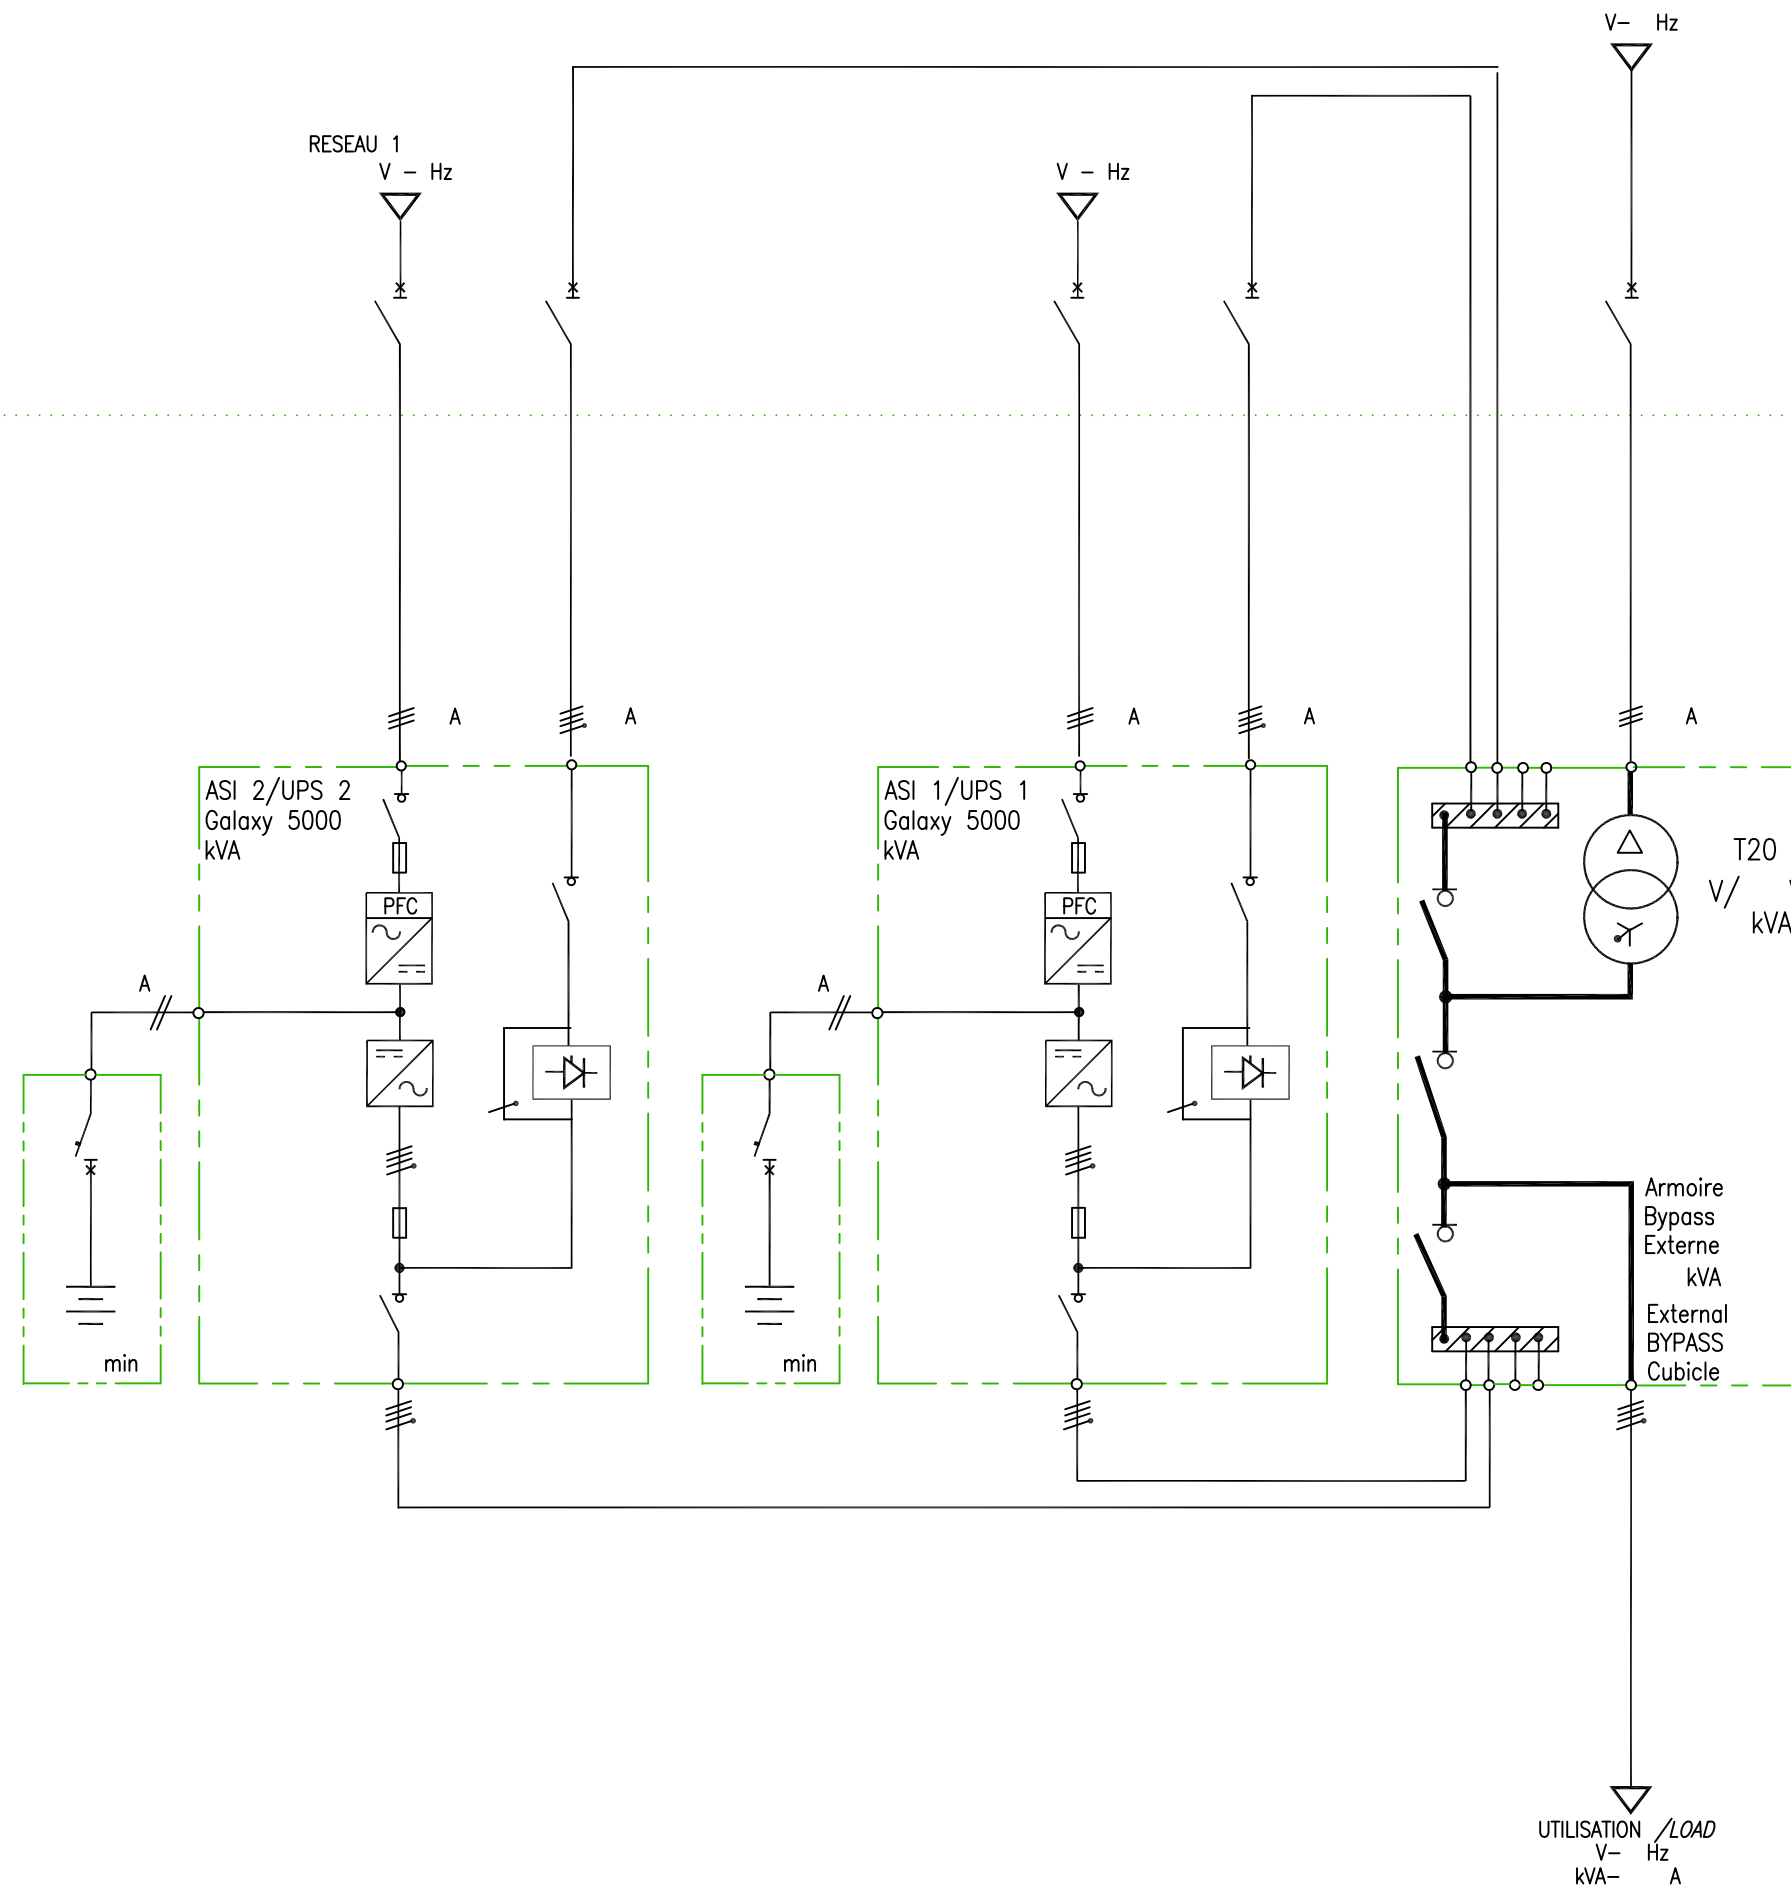 V- Hz
RESEAU 1
V - Hz
V - Hz
A
A
A
A
A
ASI 2/UPS 2
Galaxy 5000
kVA
PFC
ASI 1/UPS 1
Galaxy 5000
kVA
PFC
T20
V/
kVA
A
A
min
min
Armoire
Bypass
Externe
kVA
External
BYPASS
Cubicle
UTILISATION /LOAD
V- Hz
kVA- A